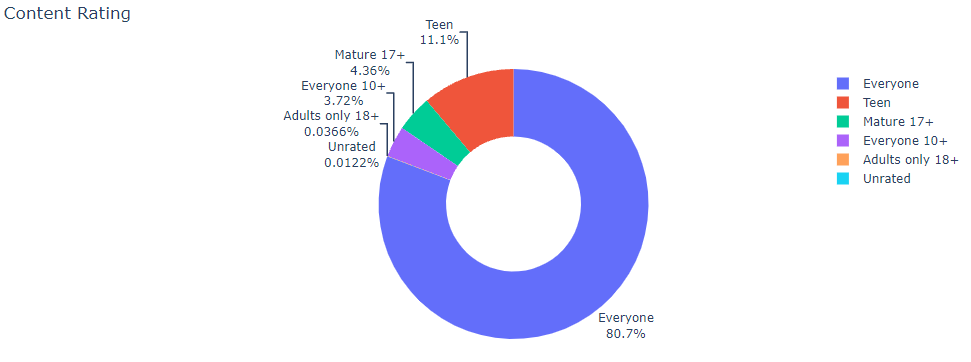 Content Rating
Teen
11.1%
Mature 17+
4.36%
Everyone 10+
3.72%
Adults only 18+
0.0366%
Unrated
0.0122%
Everyone
80.7%
Everyone
Teen
Mature 17+
Everyone 10+
Adults only 18+
Unrated